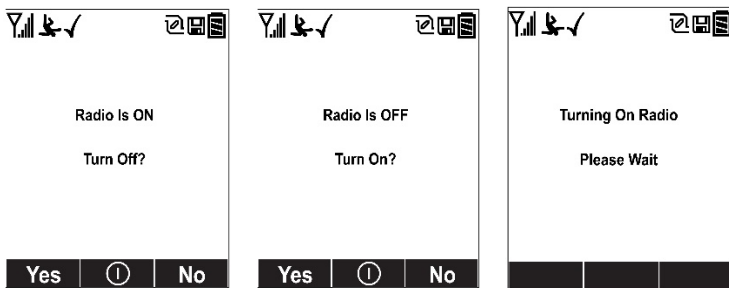 Radio Is ON
Turn Off?
Yes No
Radio Is OFF
Turn On?
Yes No
Turning On Radio
Please Wait